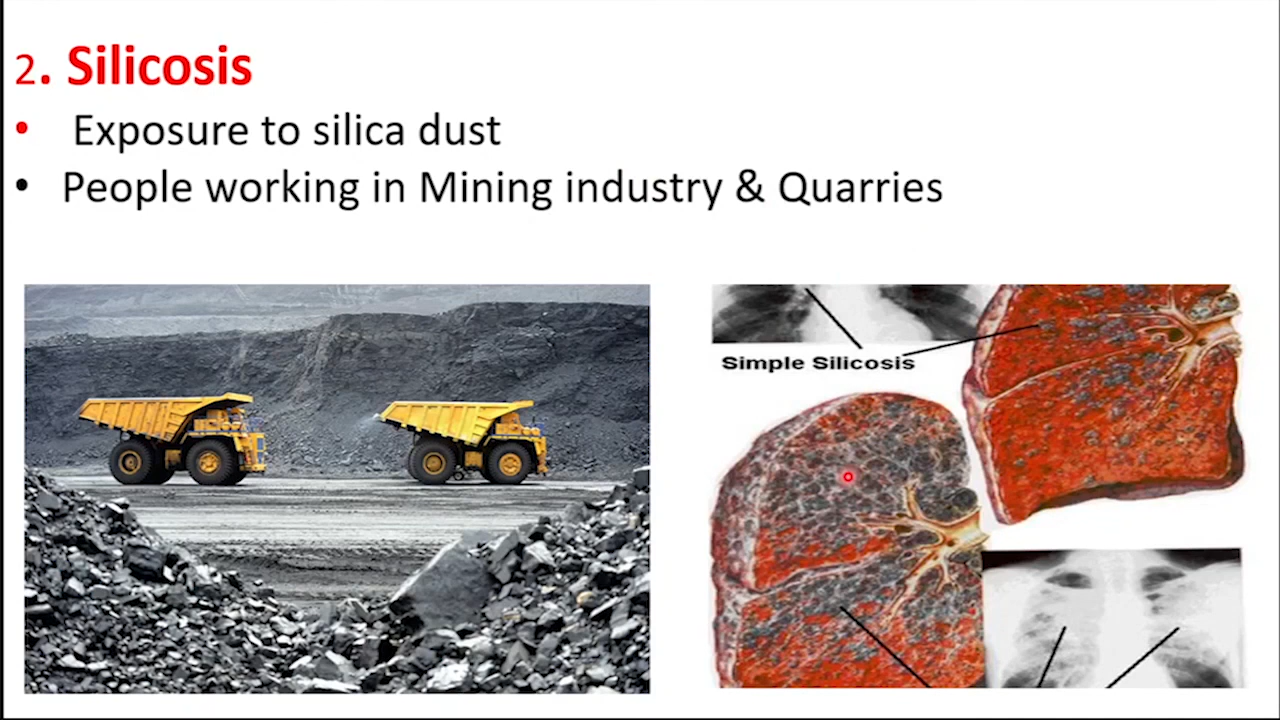 2. Silicosis
• Exposure to silica dust
• People working in Mining industry & Quarries
Simple Silicosis